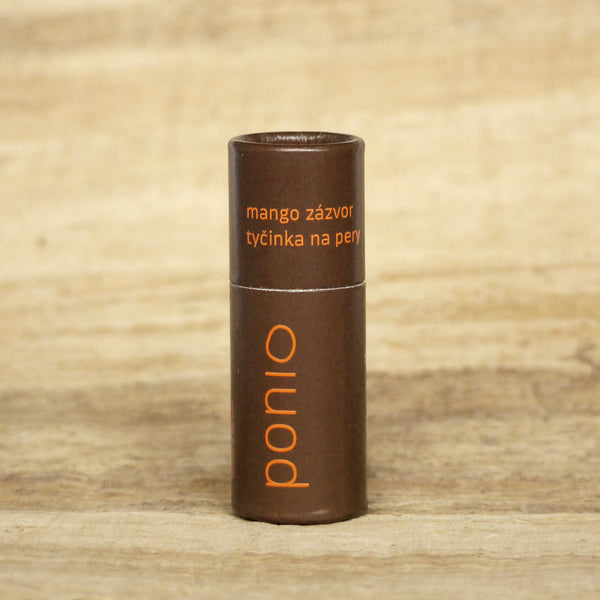 mango zázvor
tyčinka na pery
ponio